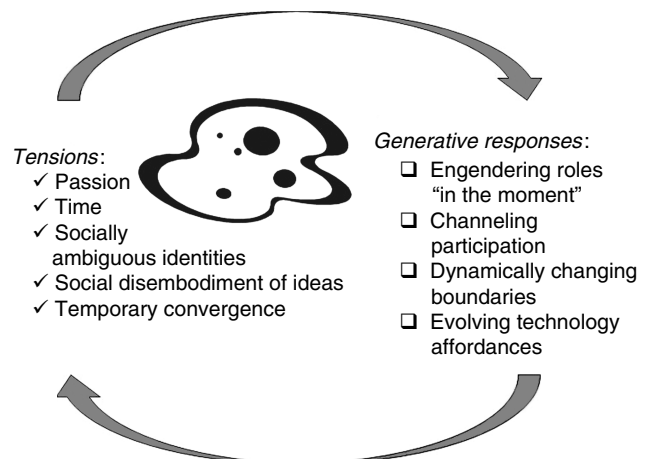 Tensions:
✓ Passion
✓ Time
✓ Socially
ambiguous identities
✓ Social disembodiment of ideas
✓ Temporary convergence
Generative responses:
❑ Engendering roles
“in the moment”
❑ Channeling
participation
❑ Dynamically changing
boundaries
❑ Evolving technology
affordances